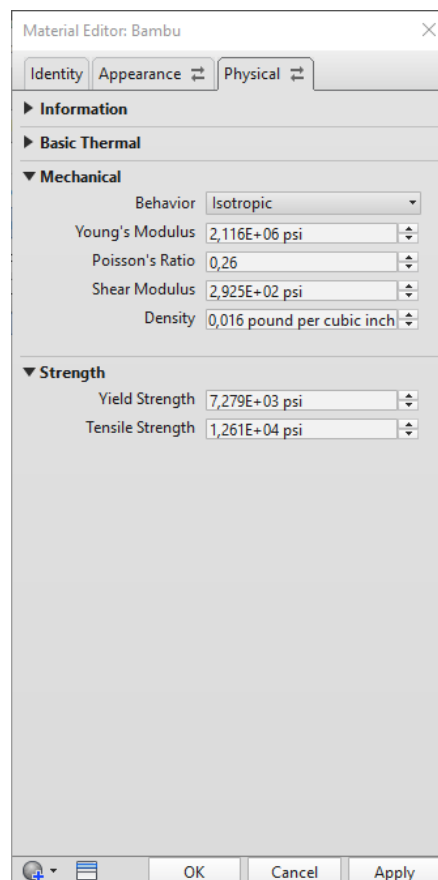 Material Editor: Bambu
Identity Appearance Physical
Information
Basic Thermal
Mechanical
Behavior Isotropic
Young's Modulus 2,116E+06 psi
Poisson's Ratio 0,26
Shear Modulus 2,925E+02 psi
Density 0,016 pound per cubic inch
Strength
Yield Strength 7,279E+03 psi
Tensile Strength 1,261E+04 psi
OK Cancel Apply